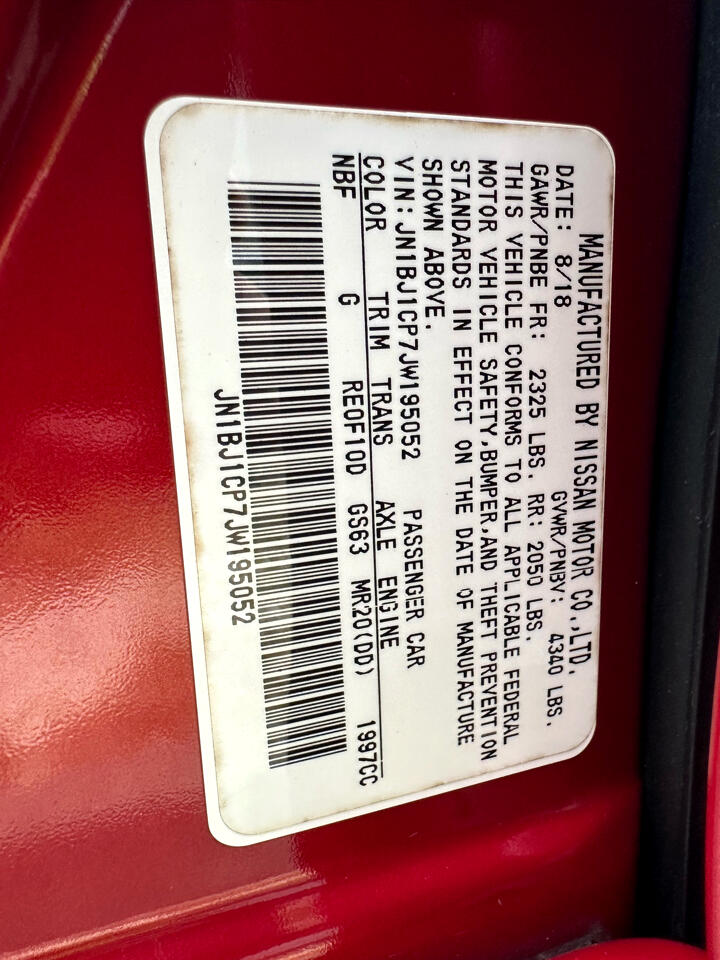 MANUFACTURED BY NISSAN MOTOR CO.,LTD.
DATE: 8/18 GVWR/PNBV: 4340 LBS.
GAWR/PNBE FR: 2325 LBS. RR: 2050 LBS.
THIS VEHICLE CONFORMS TO ALL APPLICABLE FEDERAL
MOTOR VEHICLE SAFETY,BUMPER,AND THEFT PREVENTION
STANDARDS IN EFFECT ON THE DATE OF MANUFACTURE
SHOWN ABOVE.
VIN: JN1BJ1CP7JW195052 PASSENGER CAR
COLOR TRIM TRANS AXLE ENGINE
NBF G RE0F10D GS63 MR20(DD) 1997CC
JN1BJ1CP7JW195052